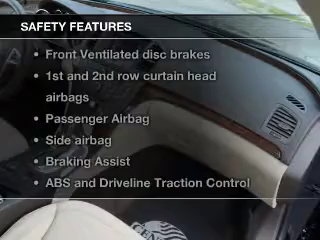 SAFETY FEATURES
• Front Ventilated disc brakes
• 1st and 2nd row curtain head
airbags
• Passenger Airbag
• Side airbag
• Braking Assist
• ABS and Driveline Traction Control